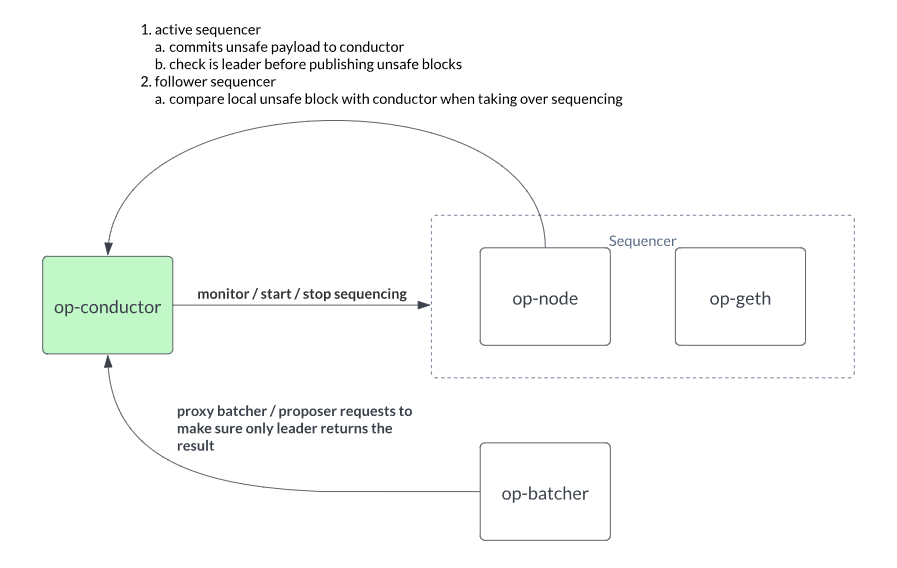 1. active sequencer
a. commits unsafe payload to conductor
b. check is leader before publishing unsafe blocks
2. follower sequencer
a. compare local unsafe block with conductor when taking over sequencing
Sequencer
op-conductor
monitor / start / stop sequencing
op-node
op-geth
proxy batcher / proposer requests to
make sure only leader returns the
result
op-batcher